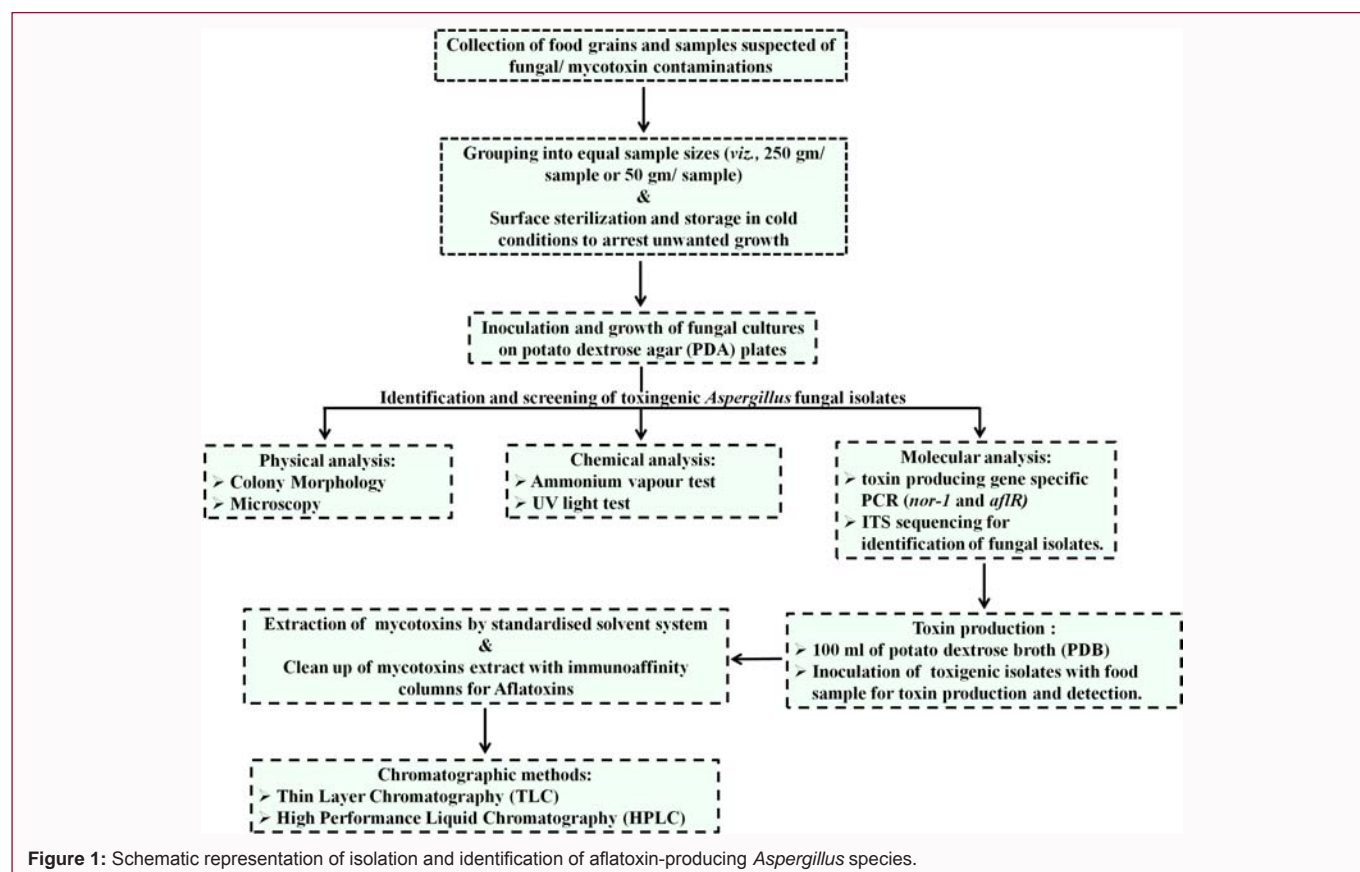 Collection of food grains and samples suspected of
fungal/ mycotoxin contaminations
Grouping into equal sample sizes (viz., 250 gm/
sample or 50 gm/ sample)
&
Surface sterilization and storage in cold
conditions to arrest unwanted growth
Inoculation and growth of fungal cultures
on potato dextrose agar (PDA) plates
Identification and screening of toxingenic Aspergillus fungal isolates
Physical analysis:
➢ Colony Morphology
➢ Microscopy
Chemical analysis:
➢ Ammonium vapour test
➢ UV light test
Molecular analysis:
➢ toxin producing gene specific
PCR (nor-1 and aflR)
➢ ITS sequencing for
identification of fungal isolates.
Toxin production :
➢ 100 ml of potato dextrose broth (PDB)
➢ Inoculation of toxigenic isolates with food
sample for toxin production and detection.
Extraction of mycotoxins by standardised solvent system
&
Clean up of mycotoxins extract with immunoaffinity
columns for Aflatoxins
Chromatographic methods:
➢ Thin Layer Chromatography (TLC)
➢ High Performance Liquid Chromatography (HPLC)
Figure 1: Schematic representation of isolation and identification of aflatoxin-producing Aspergillus species.